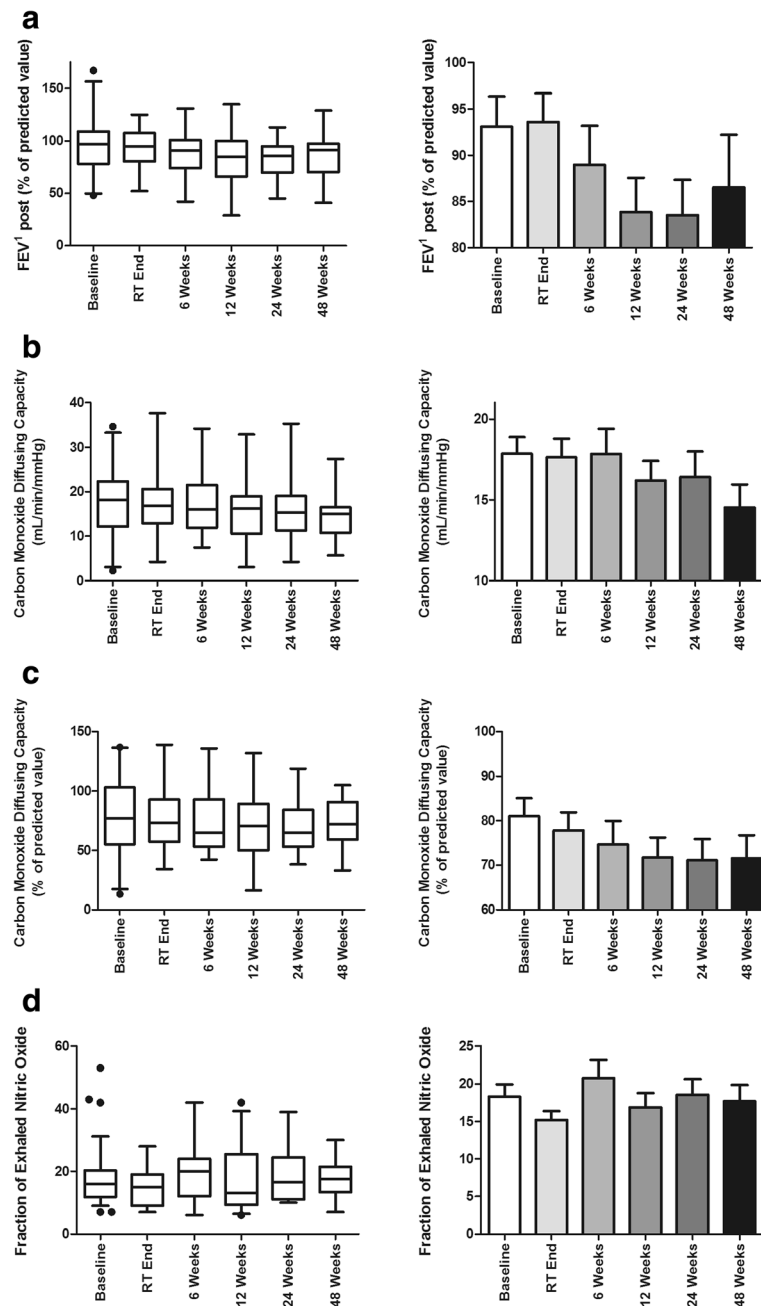 a
FEV1 post (% of predicted value)
150
100
50
0
Baseline
RT End
6 Weeks
12 Weeks
24 Weeks
48 Weeks
FEV1 post (% of predicted value)
100
95
90
85
80
Baseline
RT End
6 Weeks
12 Weeks
24 Weeks
48 Weeks
b
Carbon Monoxide Diffusing Capacity
(mL/min/mmHg)
40
30
20
10
0
Baseline
RT End
6 Weeks
12 Weeks
24 Weeks
48 Weeks
Carbon Monoxide Diffusing Capacity
(mL/min/mmHg)
20
15
10
Baseline
RT End
6 Weeks
12 Weeks
24 Weeks
48 Weeks
c
Carbon Monoxide Diffusing Capacity
(% of predicted value)
150
100
50
0
Baseline
RT End
6 Weeks
12 Weeks
24 Weeks
48 Weeks
Carbon Monoxide Diffusing Capacity
(% of predicted value)
100
90
80
70
60
Baseline
RT End
6 Weeks
12 Weeks
24 Weeks
48 Weeks
d
Fraction of Exhaled Nitric Oxide
60
40
20
0
Baseline
RT End
6 Weeks
12 Weeks
24 Weeks
48 Weeks
Fraction of Exhaled Nitric Oxide
25
20
15
10
5
0
Baseline
RT End
6 Weeks
12 Weeks
24 Weeks
48 Weeks